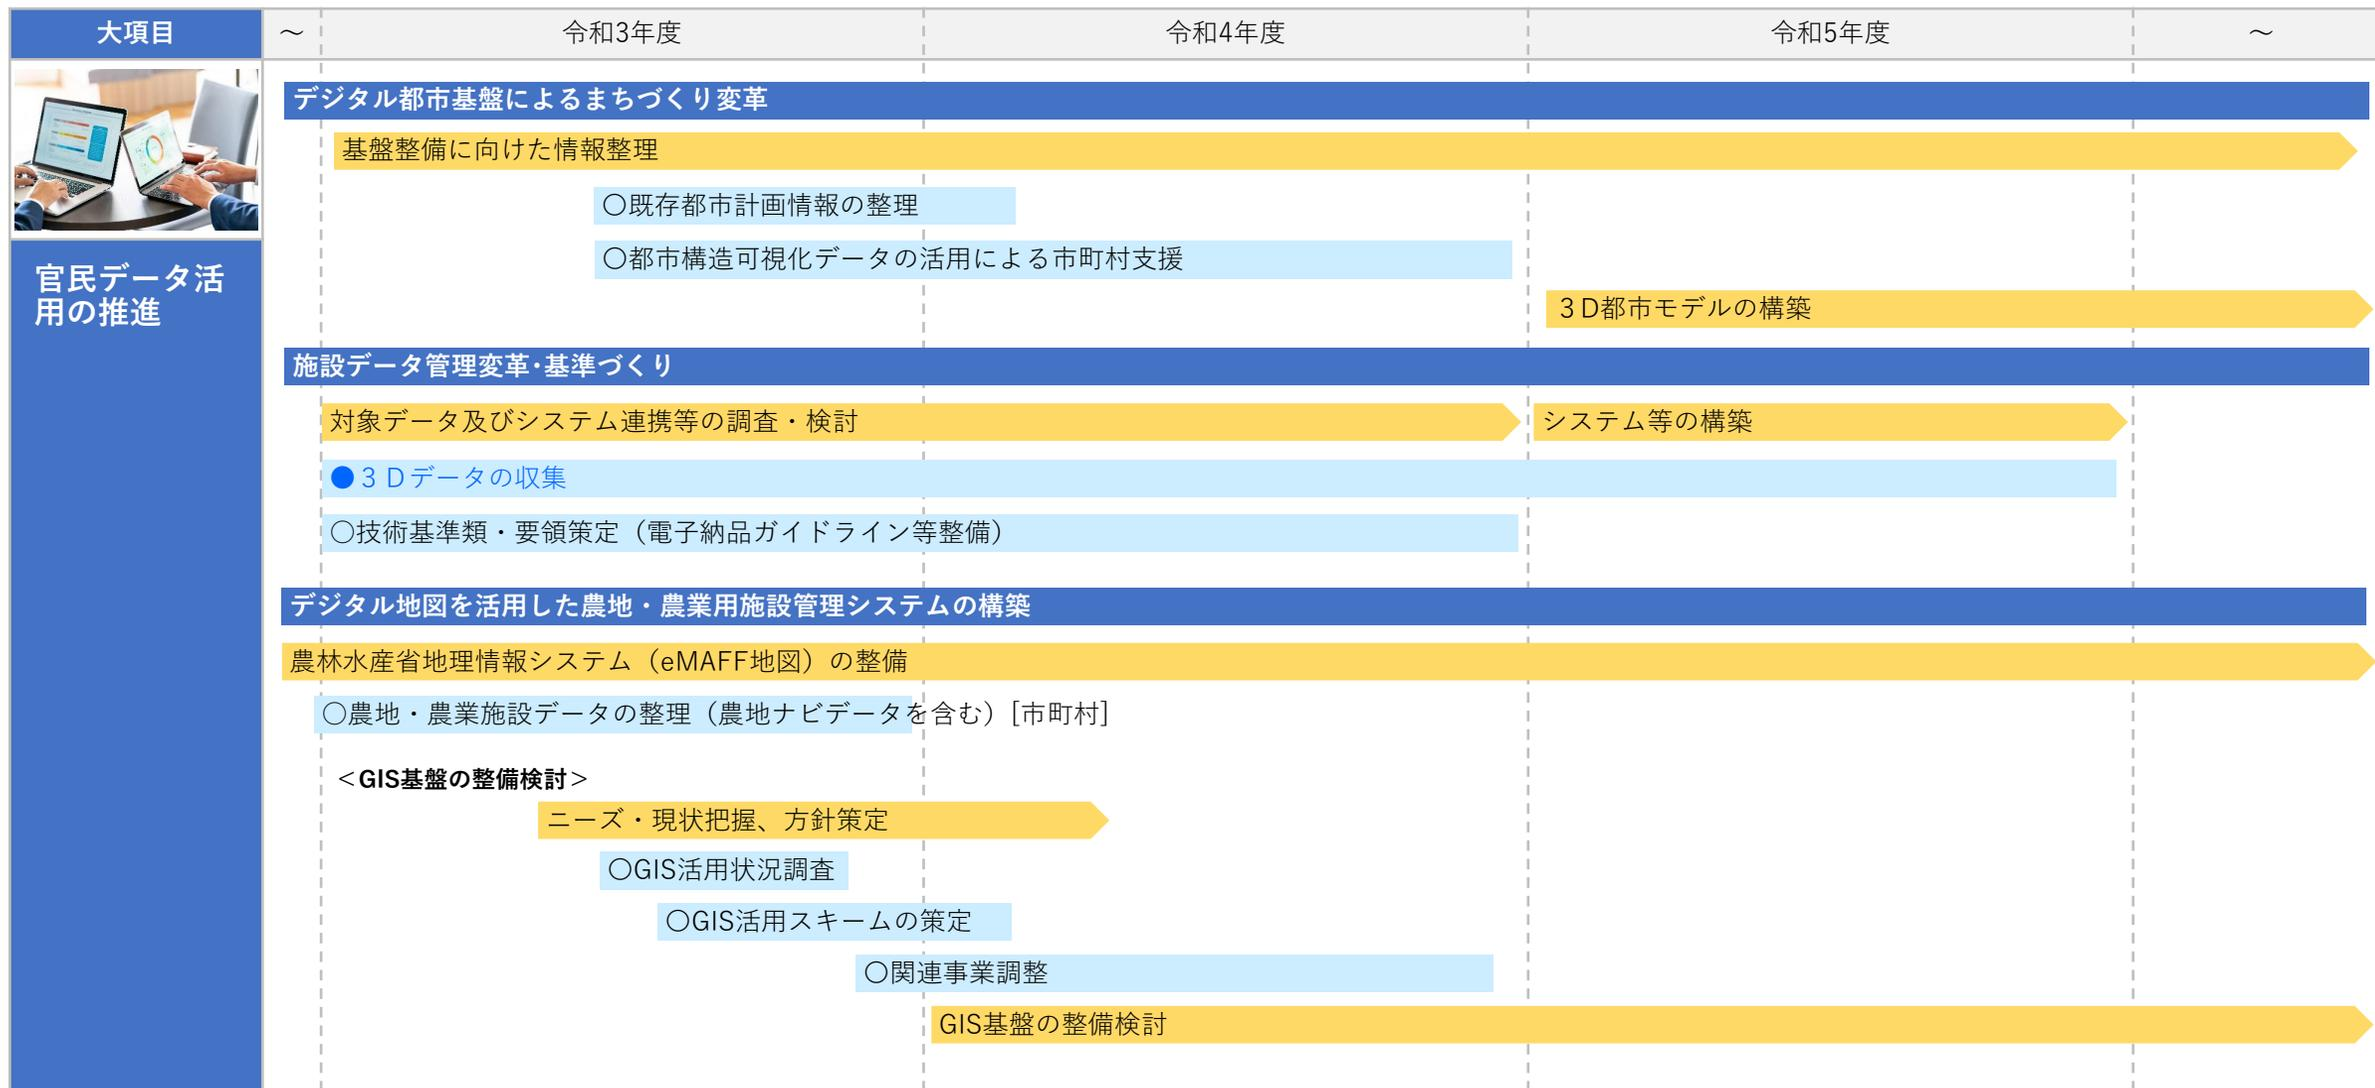 大項目
～
令和3年度
令和4年度
令和5年度
～
官民データ活
用の推進
デジタル都市基盤によるまちづくり変革
基盤整備に向けた情報整理
〇既存都市計画情報の整理
〇都市構造可視化データの活用による市町村支援
３D都市モデルの構築
施設データ管理変革･基準づくり
対象データ及びシステム連携等の調査・検討
システム等の構築
●３Ｄデータの収集
〇技術基準類・要領策定（電子納品ガイドライン等整備）
デジタル地図を活用した農地・農業用施設管理システムの構築
農林水産省地理情報システム（eMAFF地図）の整備
〇農地・農業施設データの整理（農地ナビデータを含む）[市町村]
＜GIS基盤の整備検討＞
ニーズ・現状把握、方針策定
〇GIS活用状況調査
〇GIS活用スキームの策定
〇関連事業調整
GIS基盤の整備検討